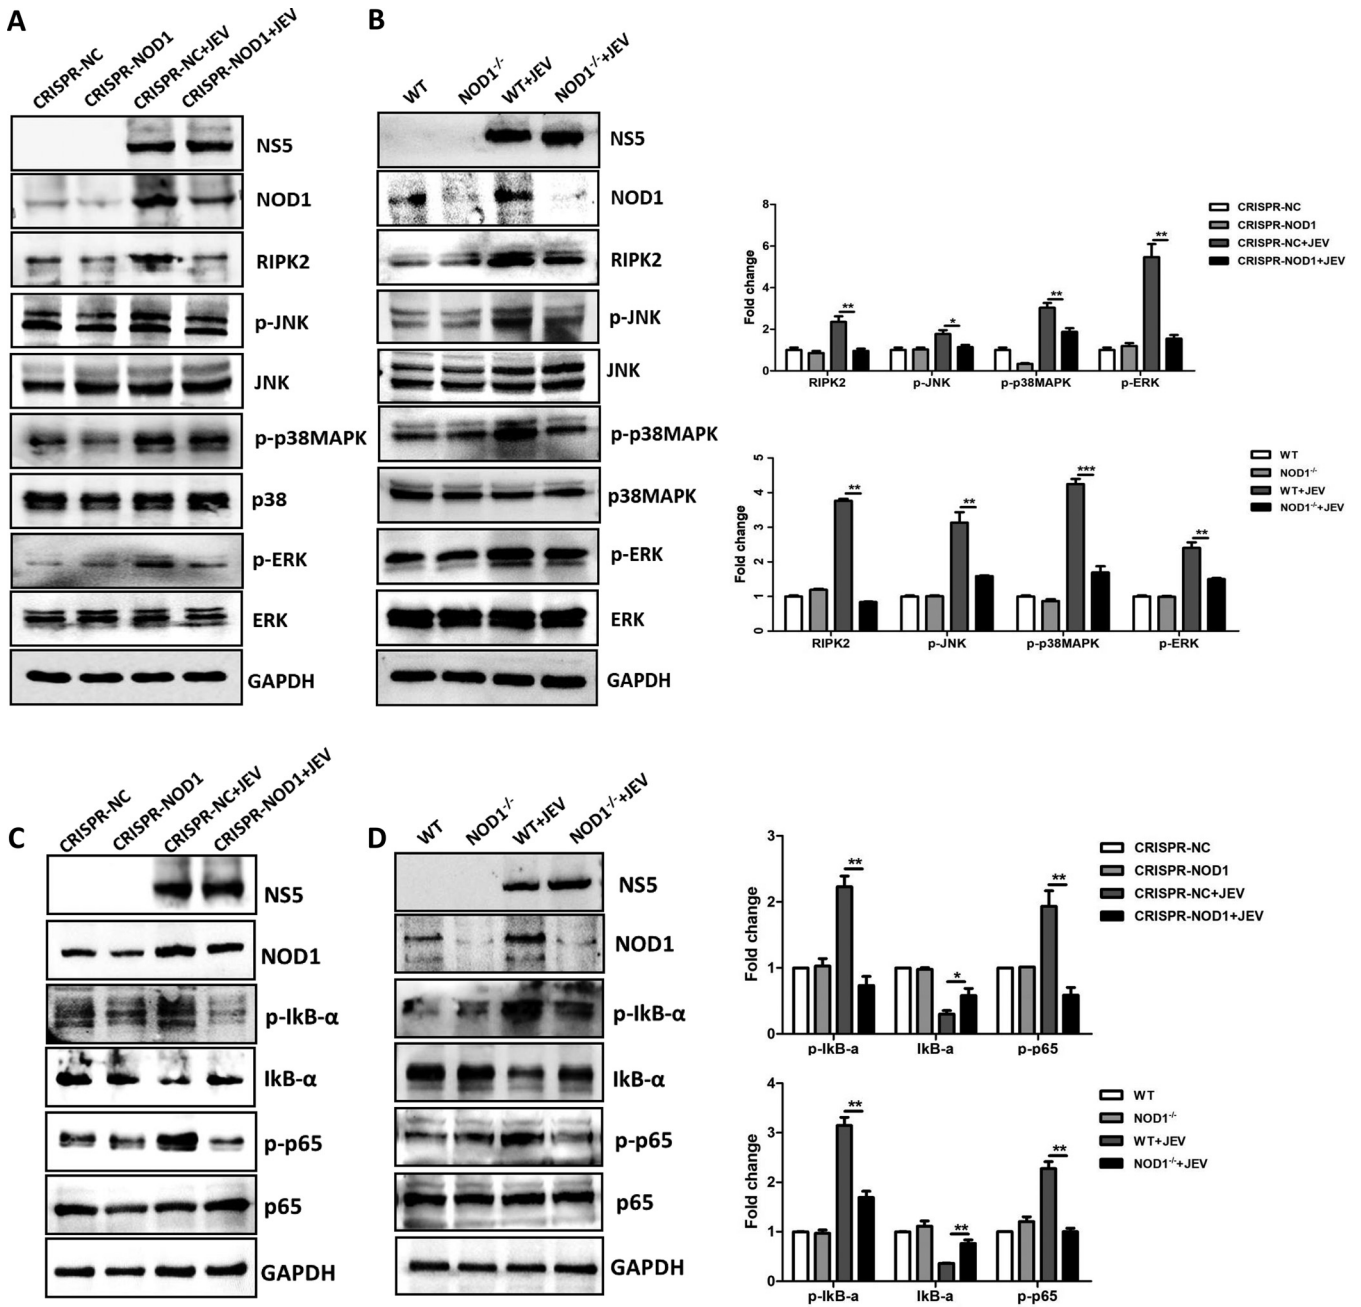 A
CRISPR-NC
CRISPR-NOD1
CRISPR-NC+JEV
CRISPR-NOD1+JEV
NS5
NOD1
RIPK2
p-JNK
JNK
p-p38MAPK
p38
p-ERK
ERK
GAPDH
B
WT
NOD1-/-
WT+JEV
NOD1-/-+JEV
NS5
NOD1
RIPK2
p-JNK
JNK
p-p38MAPK
p38MAPK
p-ERK
ERK
GAPDH
Fold change
8
6
4
2
0
**
*
**
**
RIPK2
p-JNK
p-p38MAPK
p-ERK
CRISPR-NC
CRISPR-NOD1
CRISPR-NC+JEV
CRISPR-NOD1+JEV
Fold change
5
4
3
2
1
0
**
**
***
**
RIPK2
p-JNK
p-p38MAPK
p-ERK
WT
NOD1-/-
WT+JEV
NOD1-/-+JEV
C
CRISPR-NC
CRISPR-NOD1
CRISPR-NC+JEV
CRISPR-NOD1+JEV
NS5
NOD1
p-IkB-α
IkB-α
p-p65
p65
GAPDH
D
WT
NOD1-/-
WT+JEV
NOD1-/-+JEV
NS5
NOD1
p-IkB-α
IkB-α
p-p65
p65
GAPDH
Fold change
3
2
1
0
**
*
**
p-IkB-a
IkB-a
p-p65
CRISPR-NC
CRISPR-NOD1
CRISPR-NC+JEV
CRISPR-NOD1+JEV
Fold change
4
3
2
1
0
**
**
**
p-IkB-a
IkB-a
p-p65
WT
NOD1-/-
WT+JEV
NOD1-/-+JEV